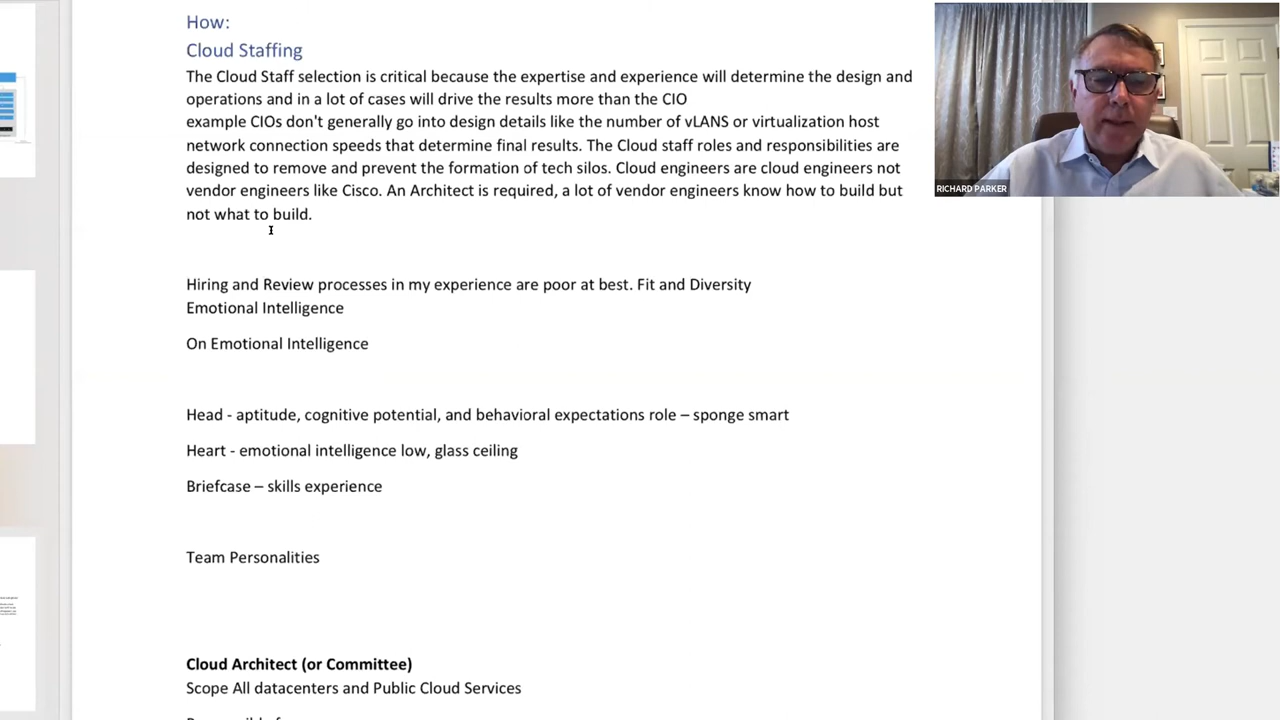 How:
Cloud Staffing
The Cloud Staff selection is critical because the expertise and experience will determine the design and
operations and in a lot of cases will drive the results more than the CIO
example CIOs don't generally go into design details like the number of vLANS or virtualization host
network connection speeds that determine final results. The Cloud staff roles and responsibilities are
designed to remove and prevent the formation of tech silos. Cloud engineers are cloud engineers not
vendor engineers like Cisco. An Architect is required, a lot of vendor engineers know how to build but
not what to build.
RICHARD PARKER
Hiring and Review processes in my experience are poor at best. Fit and Diversity
Emotional Intelligence
On Emotional Intelligence
Head - aptitude, cognitive potential, and behavioral expectations role – sponge smart
Heart - emotional intelligence low, glass ceiling
Briefcase – skills experience
Team Personalities
Cloud Architect (or Committee)
Scope All datacenters and Public Cloud Services